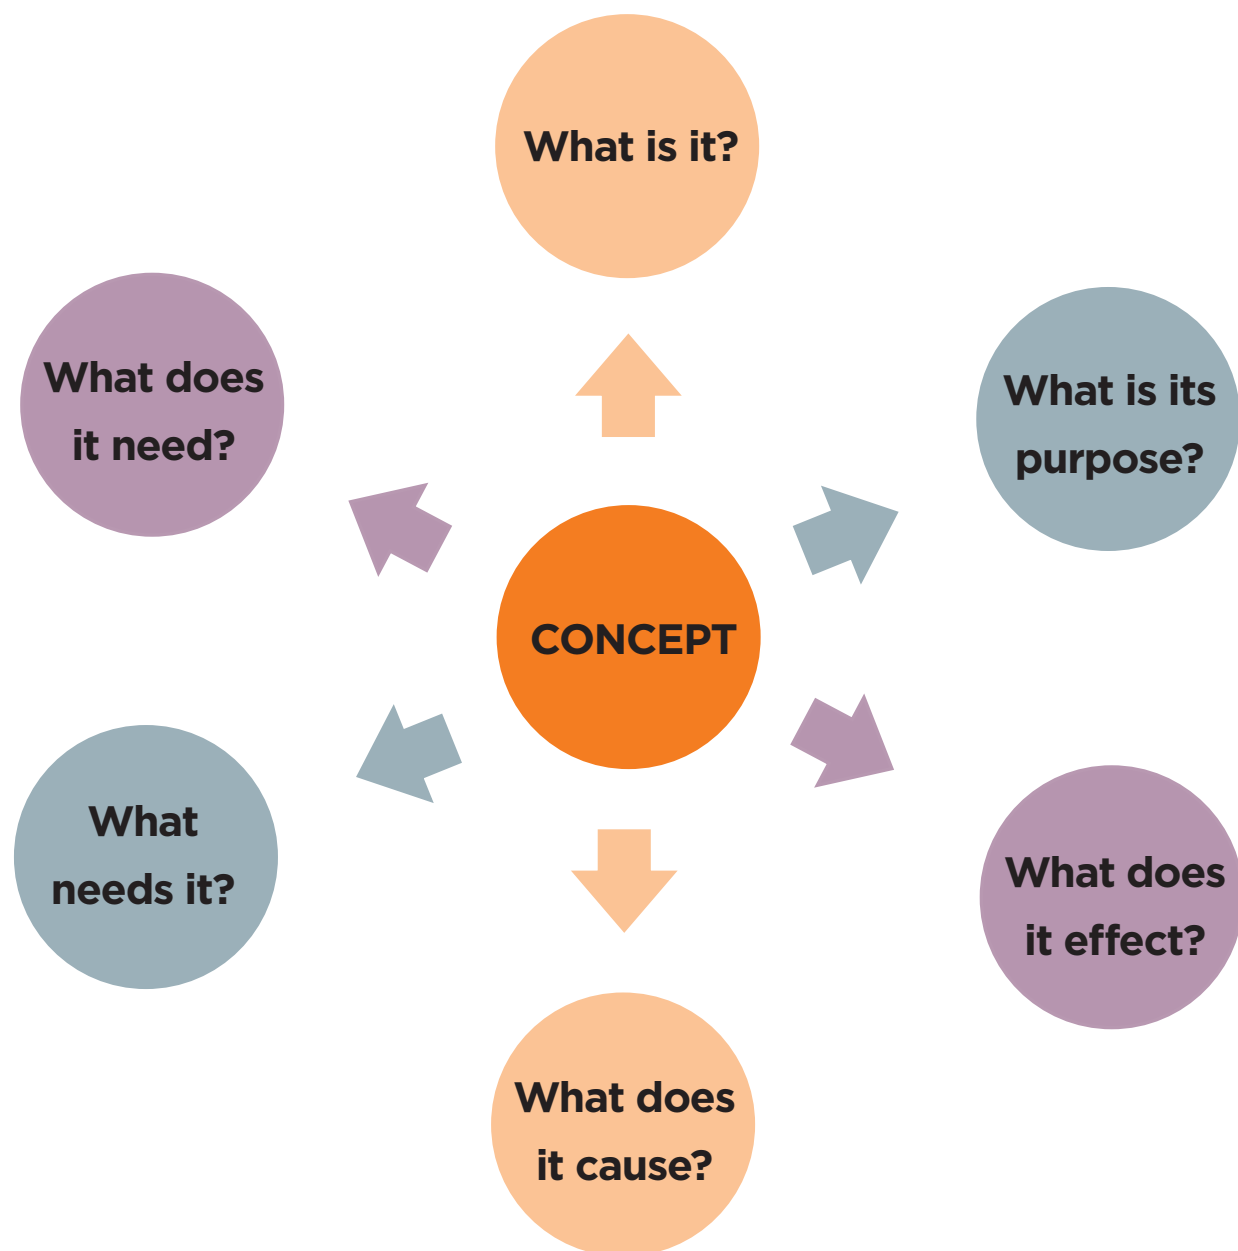 What is it?
What is its
purpose?
What does
it effect?
What does
it cause?
What
needs it?
What does
it need?
CONCEPT